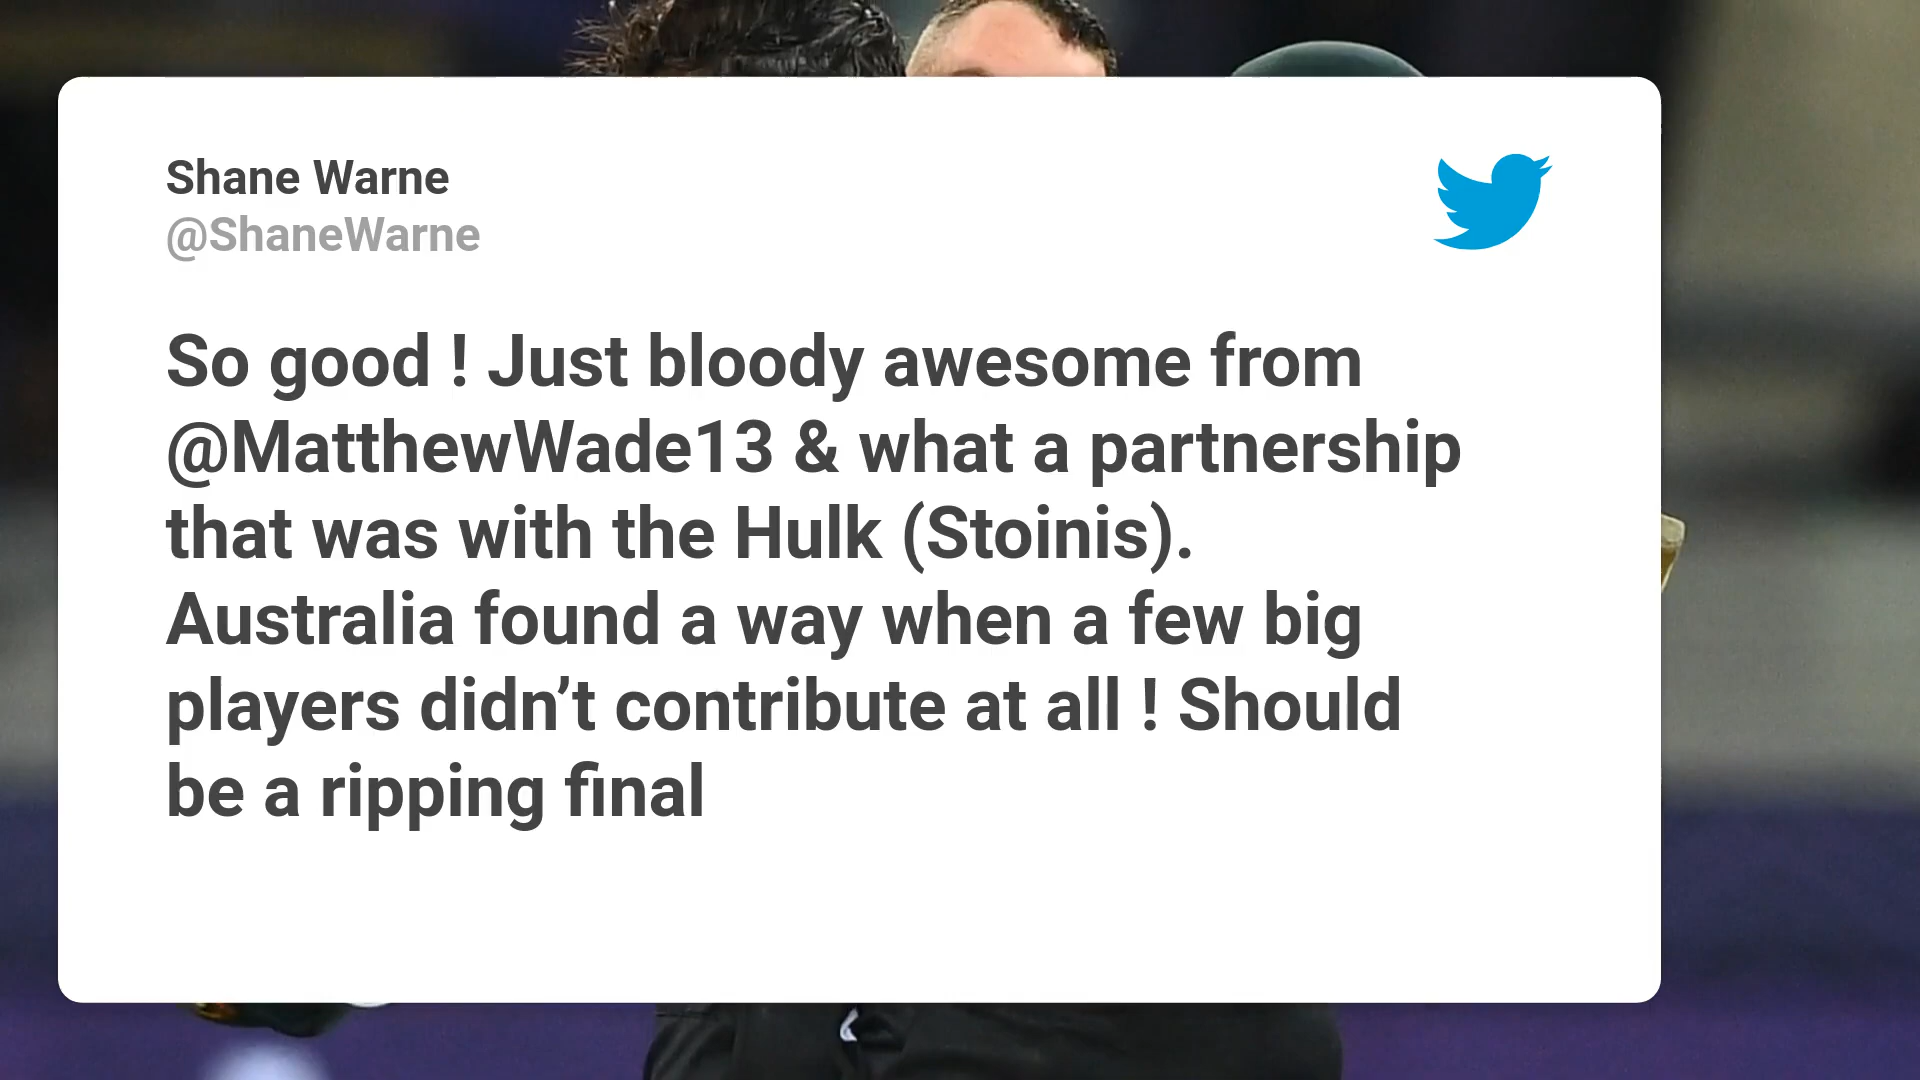 Shane Warne
@ShaneWarne
So good ! Just bloody awesome from
@MatthewWade13 & what a partnership
that was with the Hulk (Stoinis).
Australia found a way when a few big
players didn’t contribute at all ! Should
be a ripping final